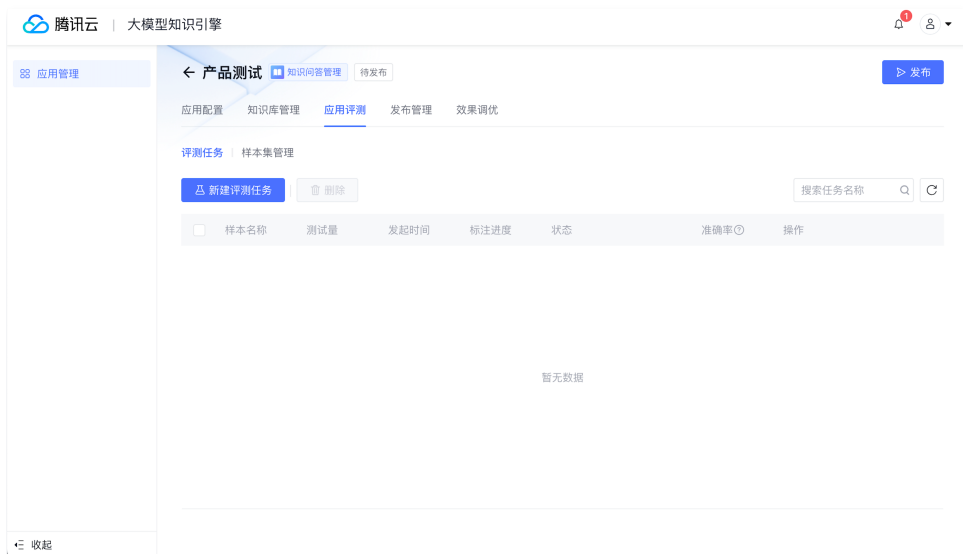 腾讯云 | 大模型知识引擎 1
应用管理
产品测试 知识问答管理 待发布 发布
应用配置 知识库管理 应用评测 发布管理 效果调优
评测任务 | 样本集管理
新建评测任务 删除 搜索任务名称
样本名称 测试量 发起时间 标注进度 状态 准确率 操作
暂无数据
收起